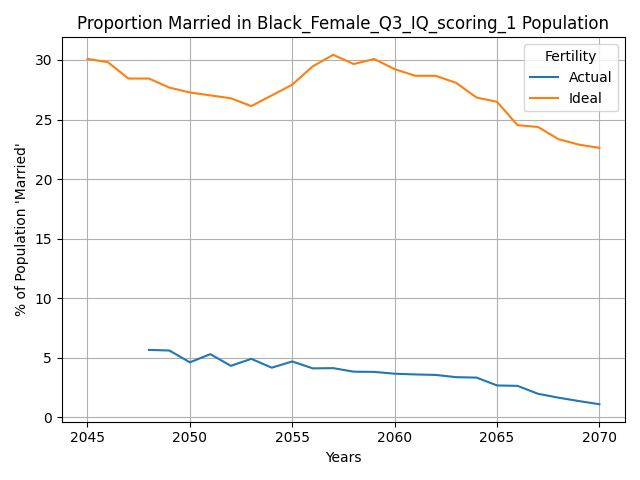 Proportion Married in Black_Female_Q3_IQ_scoring_1 Population
Fertility
Actual
Ideal
% of Population 'Married'
30
25
20
15
10
5
0
2045
2050
2055
2060
2065
2070
Years